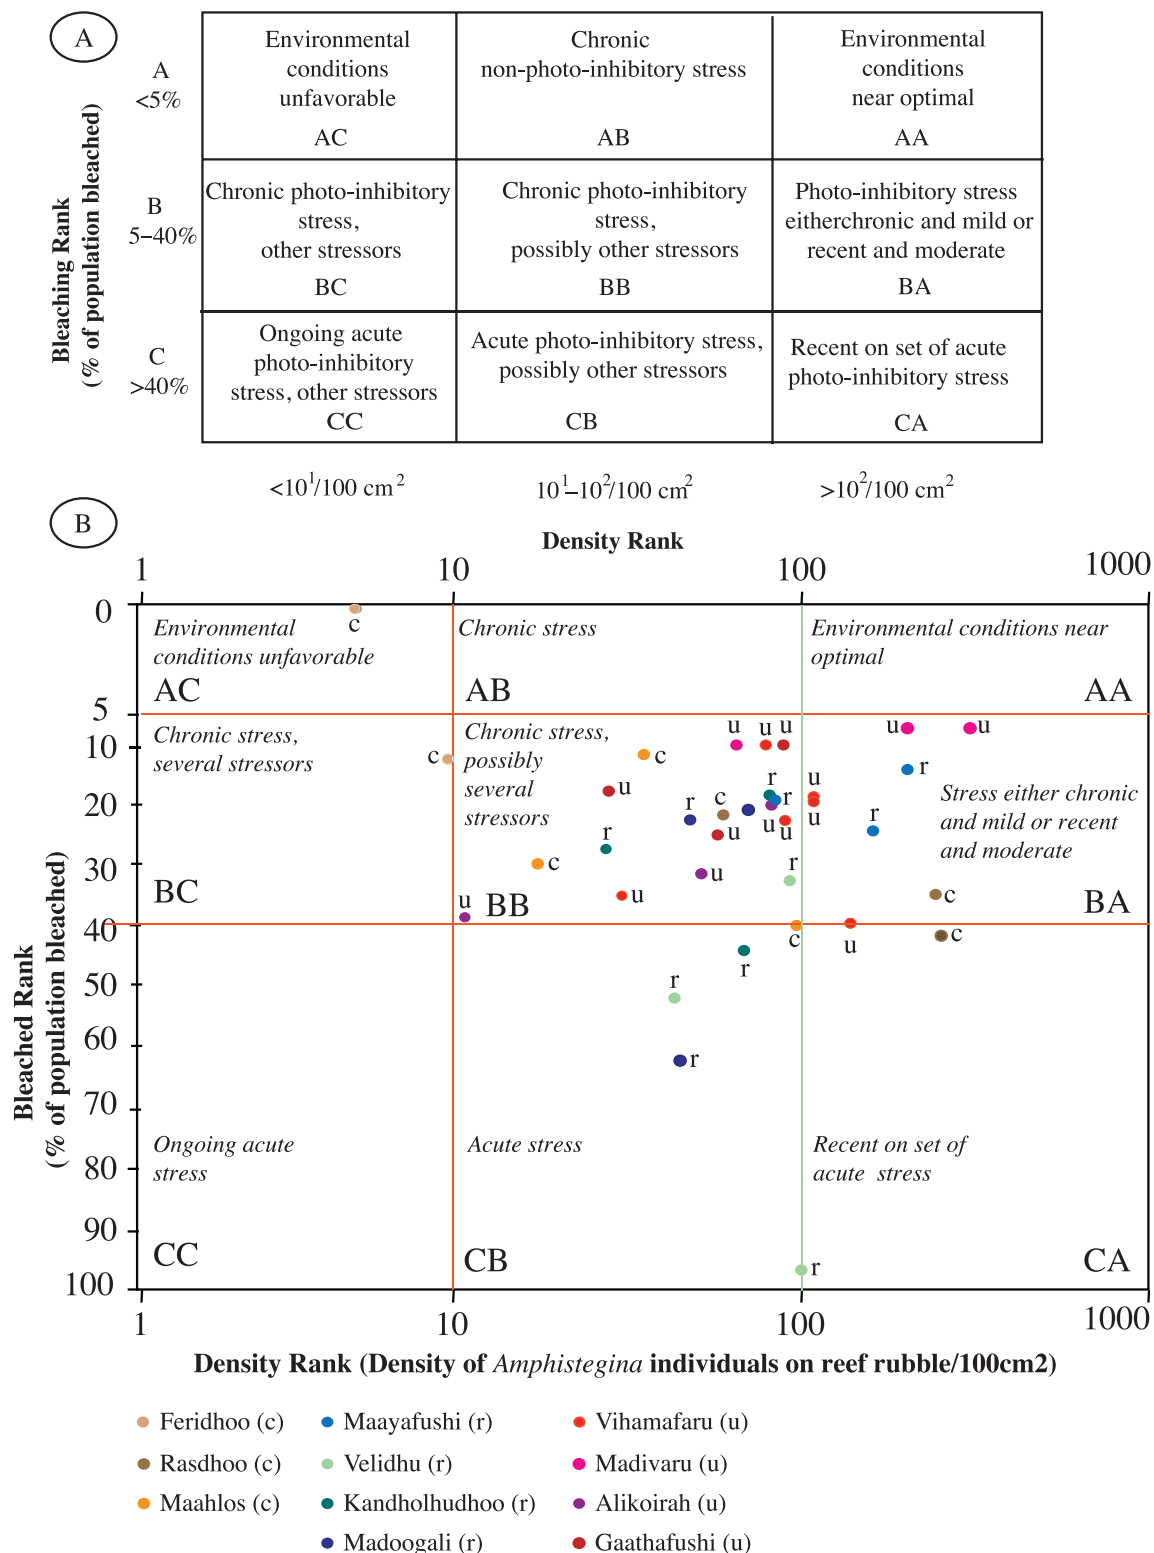 A
Environmental
conditions
unfavorable
AC
Chronic
non-photo-inhibitory stress
AB
Environmental
conditions
near optimal
AA
A
<5%
Chronic photo-inhibitory
stress,
other stressors
BC
Chronic photo-inhibitory
stress,
possibly other stressors
BB
Photo-inhibitory stress
eitherchronic and mild or
recent and moderate
BA
B
5–40%
Ongoing acute
photo-inhibitory
stress, other stressors
CC
Acute photo-inhibitory stress,
possibly other stressors
CB
Recent on set of acute
photo-inhibitory stress
CA
C
>40%
Bleaching Rank
(% of population bleached)
<10¹/100 cm²
10¹–10²/100 cm²
>10²/100 cm²
B
Density Rank
1 10 100 1000
0
5
10
20
30
40
50
60
70
80
90
100
Bleached Rank
(% of population bleached)
c
Environmental
conditions unfavorable
AC
Chronic stress
AB
Environmental conditions near
optimal
AA
Chronic stress,
several stressors
c
BC
Chronic stress,
possibly
several
stressors
BB
u u u
c
u
r c r r
u u
r
u
c
u
r
u
u
u
u
u u
r
r
Stress either chronic
and mild or recent
and moderate
c
BA
c
u
c
r
r
r
Ongoing acute
stress
CC
Acute stress
CB
Recent on set of
acute stress
r
CA
1 10 100 1000
Density Rank (Density of Amphistegina individuals on reef rubble/100cm2)
Feridhoo (c)
Rasdhoo (c)
Maahlos (c)
Maayafushi (r)
Velidhu (r)
Kandholhudhoo (r)
Madoogali (r)
Vihamafaru (u)
Madivaru (u)
Alikoirah (u)
Gaathafushi (u)